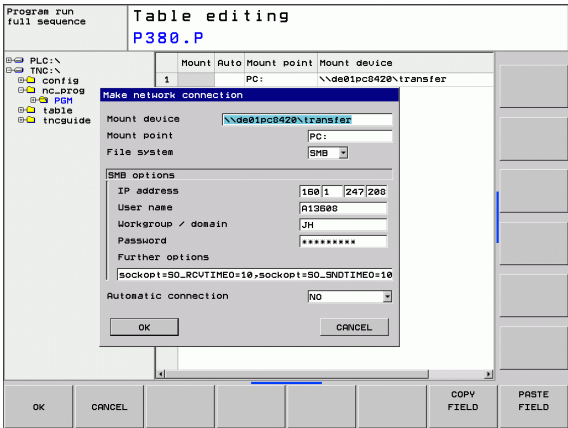 Program run
full sequence
Table editing
P380.P
PLC:\
TNC:\
config
nc_prog
PGM
table
tncguide
Mount Auto Mount point Mount device
1 PC: \\de01pc8420\transfer
Make network connection
Mount device \\de01pc8420\transfer
Mount point PC:
File system SMB
SMB options
IP address 160 1 247 208
User name A13608
Workgroup / domain JH
Password *********
Further options
sockopt=SO_RCVTIMEO=10,sockopt=SO_SNDTIMEO=10
Automatic connection NO
OK CANCEL
OK CANCEL COPY FIELD PASTE FIELD